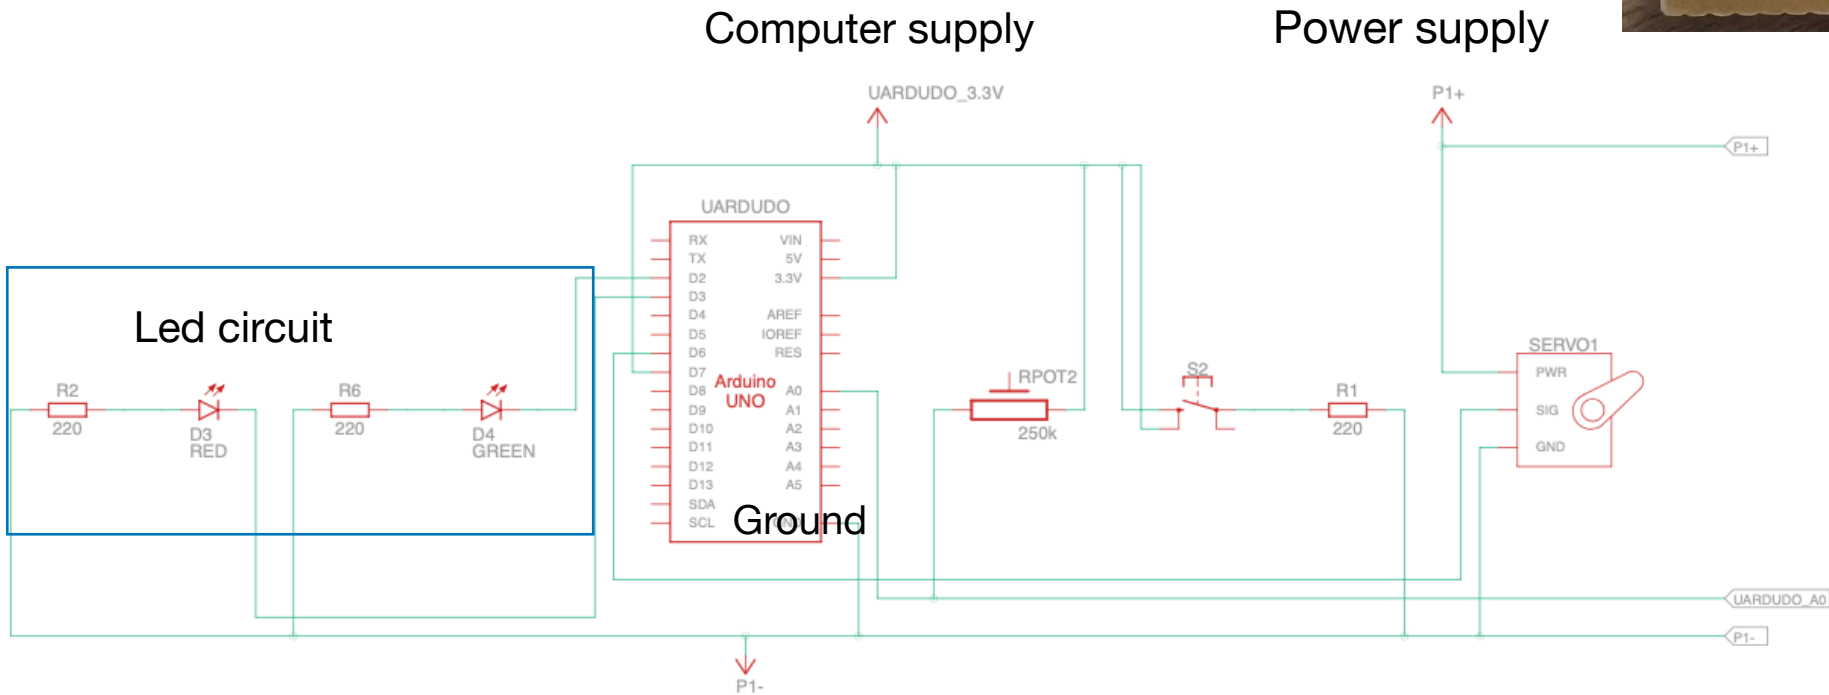 Computer supply
Power supply
UARDUDO_3.3V
P1+
P1+
UARDUDO
RX
VIN
TX
5V
D2
3.3V
D3
D4
AREF
D5
IOREF
D6
RES
D7
D8
A0
D9
A1
D10
A2
D11
A3
D12
A4
D13
A5
SDA
SCL
GND
Arduino
UNO
Ground
Led circuit
R2
220
D3
RED
R6
220
D4
GREEN
RPOT2
250k
S2
R1
220
SERVO1
PWR
SIG
GND
UARDUDO_A0
P1-
P1-